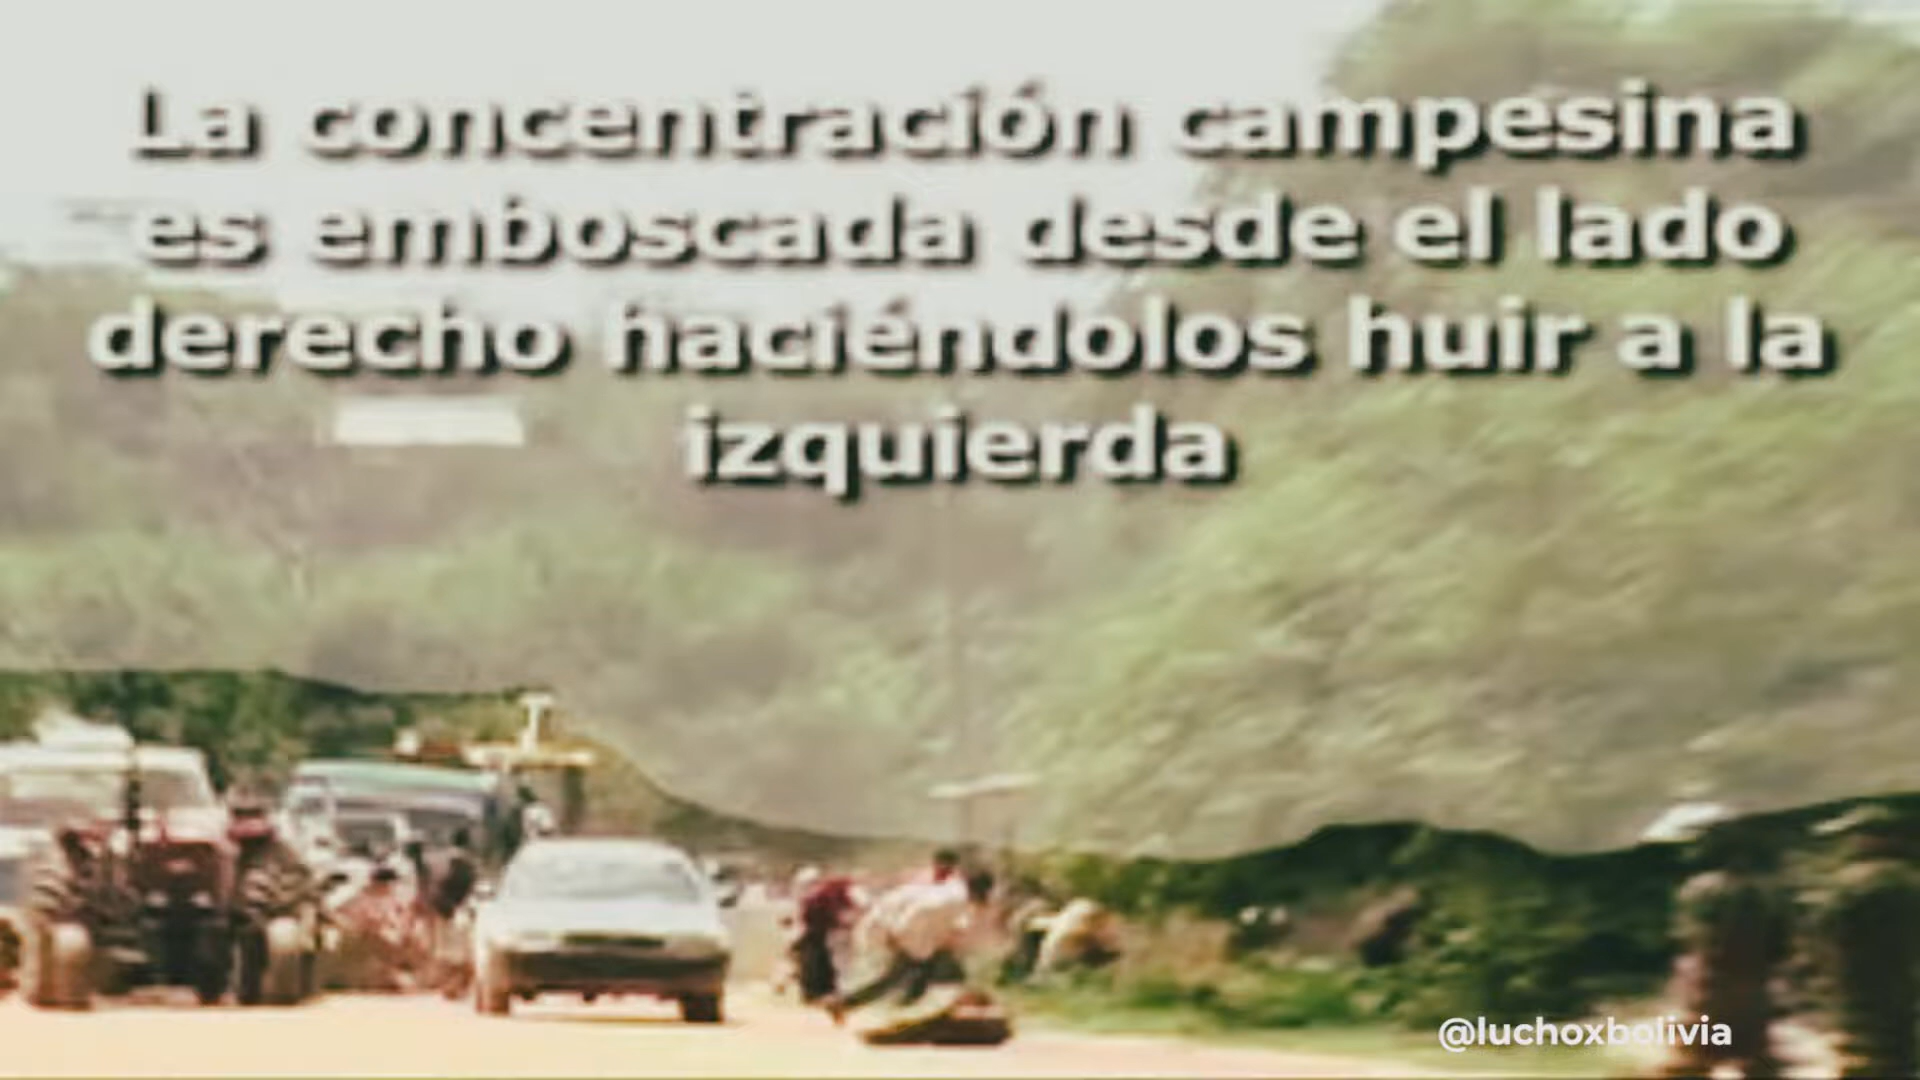 La concentración campesina
es emboscada desde el lado
derecho haciéndolos huir a la
izquierda
@luchoxbolivia